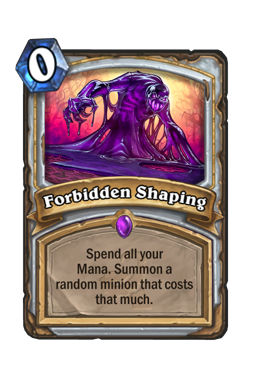 0
Forbidden Shaping
Spend all your
Mana. Summon a
random minion that costs
that much.